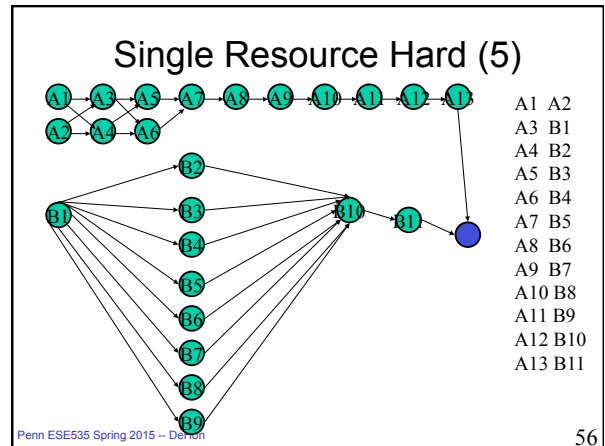 Single Resource Hard (5)
A1 A3 A5 A7 A8 A9 A10 A11 A12 A13
A2 A4 A6
B1
B2
B3
B4
B5
B6
B7
B8
B9
B10
B11
A1 A2
A3 B1
A4 B2
A5 B3
A6 B4
A7 B5
A8 B6
A9 B7
A10 B8
A11 B9
A12 B10
A13 B11
Penn ESE535 Spring 2015 -- DeHon
56